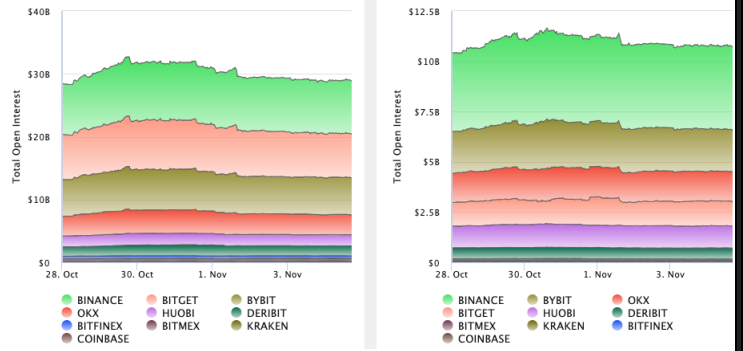 $40B
$30B
$20B
$10B
$0
Total Open Interest
28. Oct 30. Oct 1. Nov 3. Nov
BINANCE BITGET BYBIT
OKX HUOBI DERIBIT
BITFINEX BITMEX KRAKEN
COINBASE
$12.5B
$10B
$7.5B
$5B
$2.5B
$0
Total Open Interest
28. Oct 30. Oct 1. Nov 3. Nov
BINANCE BYBIT OKX
BITGET HUOBI DERIBIT
BITMEX KRAKEN BITFINEX
COINBASE